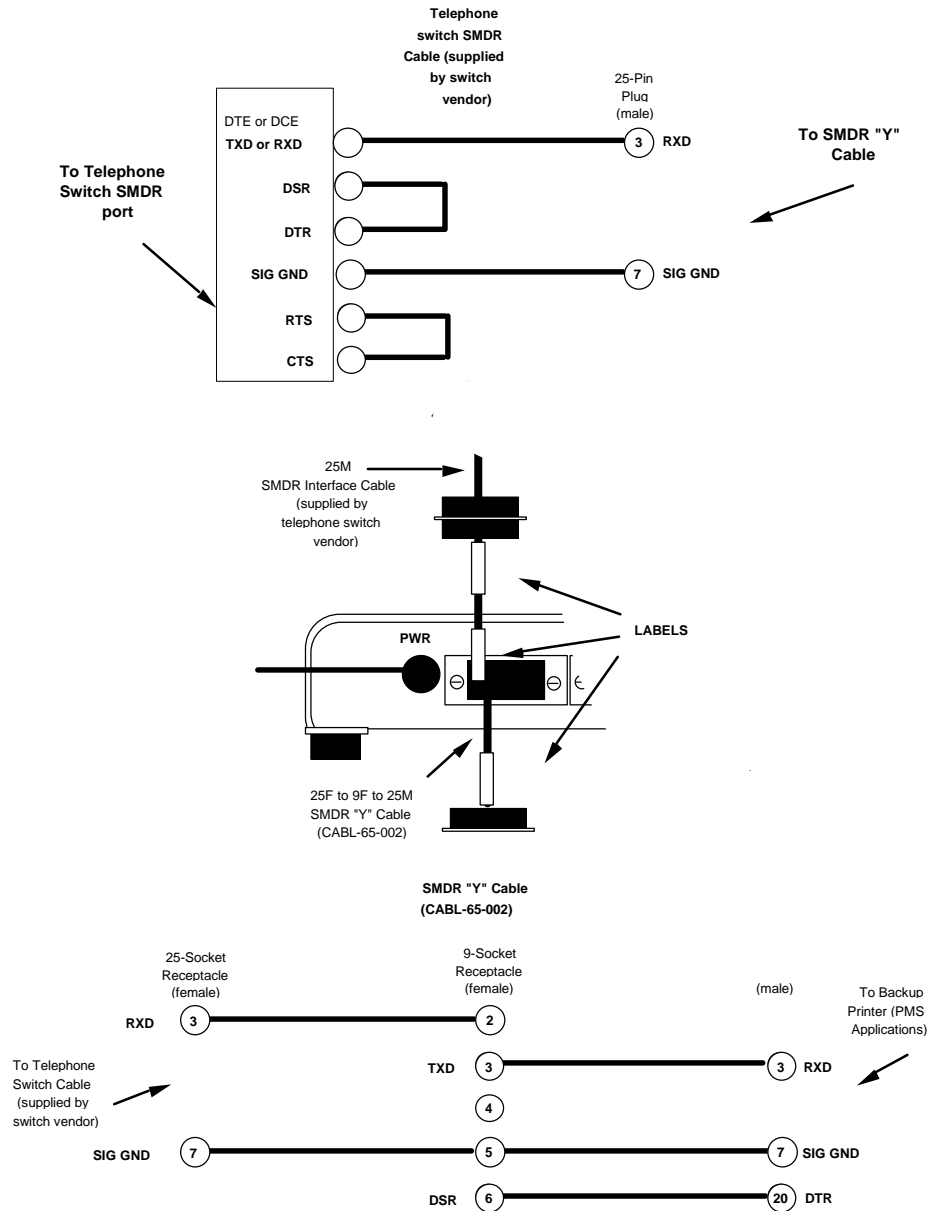 Telephone
switch SMDR
Cable (supplied
by switch
vendor)
25-Pin
Plug
(male)
DTE or DCE
TXD or RXD
3
RXD
To SMDR "Y"
Cable
To Telephone
Switch SMDR
port
DSR
DTR
SIG GND
7
SIG GND
RTS
CTS
25M
SMDR Interface Cable
(supplied by
telephone switch
vendor)
LABELS
PWR
25F to 9F to 25M
SMDR "Y" Cable
(CABL-65-002)
SMDR "Y" Cable
(CABL-65-002)
25-Socket
Receptacle
(female)
9-Socket
Receptacle
(female)
(male)
To Backup
Printer (PMS
Applications)
RXD
3
2
TXD
3
3
RXD
To Telephone
Switch Cable
(supplied by
switch vendor)
4
SIG GND
7
5
7
SIG GND
DSR
6
20
DTR